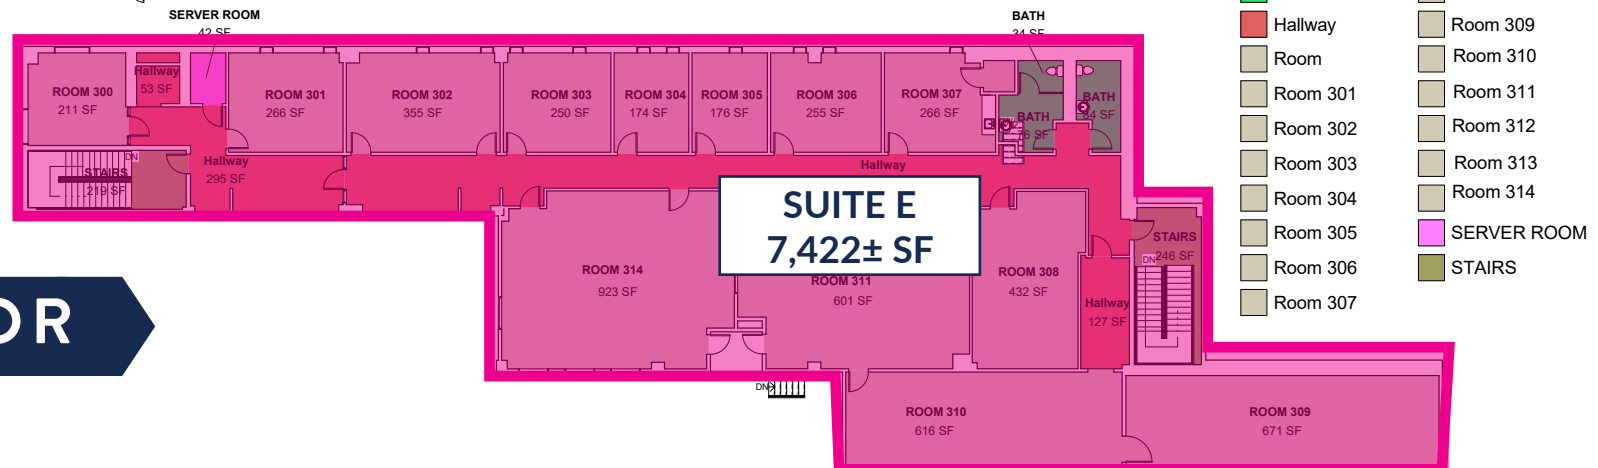 SERVER ROOM
42 SF
BATH
34 SF
Hallway
53 SF
ROOM 300
211 SF
ROOM 301
266 SF
ROOM 302
355 SF
ROOM 303
250 SF
ROOM 304
174 SF
ROOM 305
176 SF
ROOM 306
255 SF
ROOM 307
266 SF
BATH
76 SF
BATH
64 SF
DN
STAIRS
219 SF
Hallway
295 SF
Hallway
SUITE E
7,422± SF
ROOM 314
923 SF
ROOM 311
601 SF
ROOM 308
432 SF
Hallway
127 SF
STAIRS
246 SF
DN
DN
ROOM 310
616 SF
ROOM 309
671 SF
OR
Hallway
Room
Room 301
Room 302
Room 303
Room 304
Room 305
Room 306
Room 307
Room 309
Room 310
Room 311
Room 312
Room 313
Room 314
SERVER ROOM
STAIRS